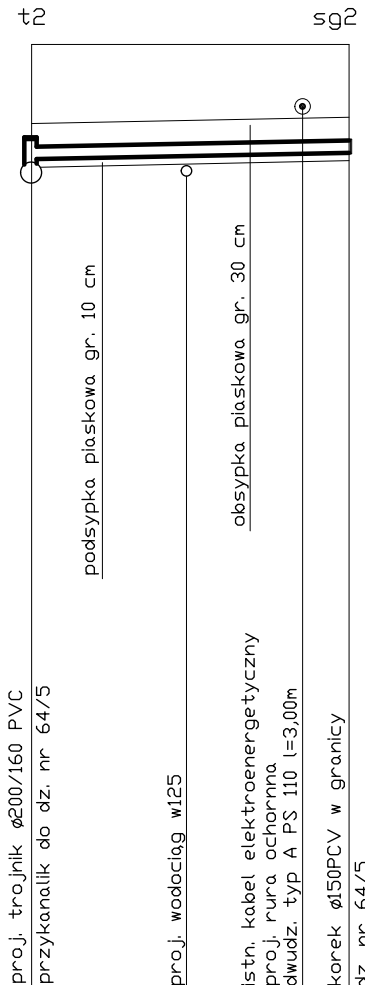 t2
sg2
podsypka piaskowa gr. 10 cm
obsypka piaskowa gr. 30 cm
proj. trojnik ø200/160 PVC
przykanalik do dz. nr 64/5
proj. wodociąg w125
istn. kabel elektroenergetyczny
proj. rura ochornna
dwudz. typ A PS 110 l=3,00m
korek ø150PCV w granicy
dz. nr 64/5